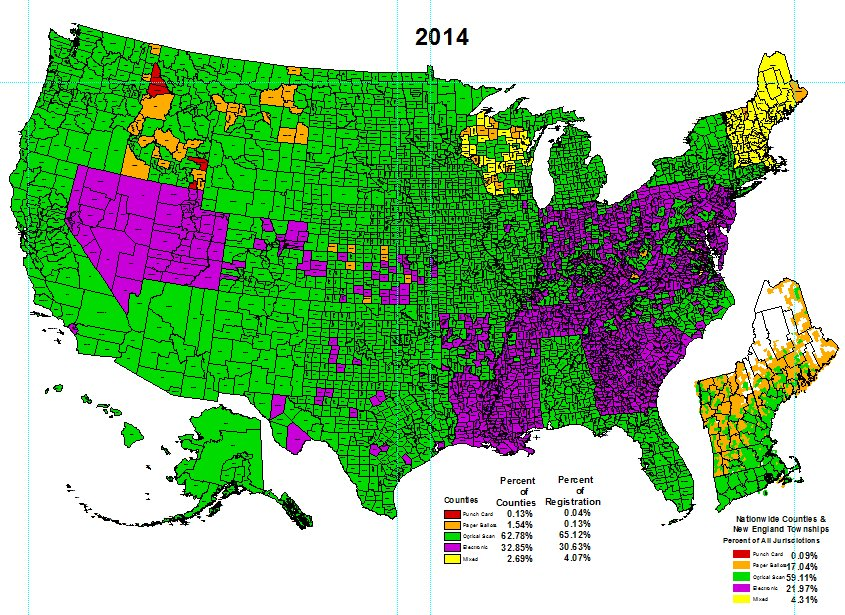 2014
Percent of Counties
Percent of Registration
Counties
Punch Card 0.13% 0.04%
Paper Ballots 1.54% 0.13%
Optical Scan 62.78% 65.12%
Electronic 32.85% 30.63%
Mixed 2.69% 4.07%
Nationwide Counties &
New England Townships
Percent of All Jurisdictions
Punch Card 0.09%
Paper Ballots 17.04%
Optical Scan 59.11%
Electronic 21.97%
Mixed 4.31%